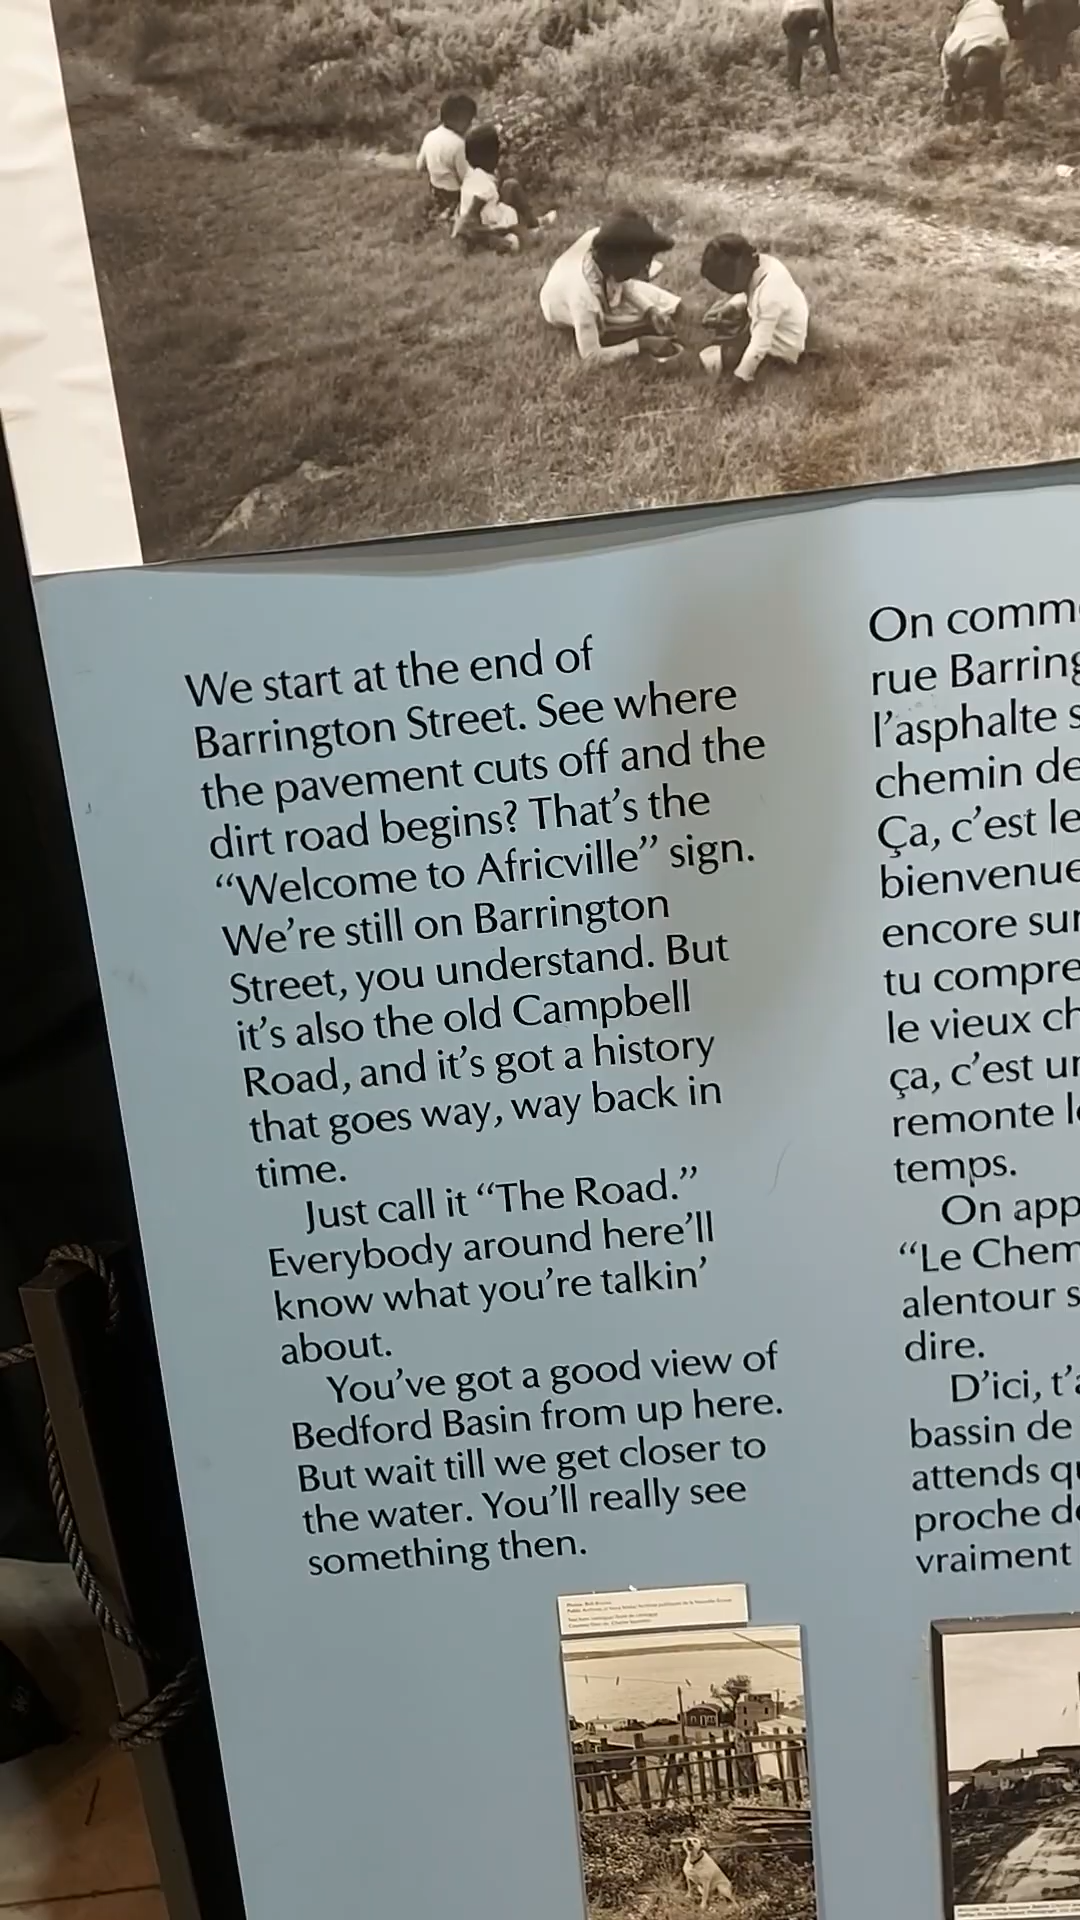 We start at the end of
Barrington Street. See where
the pavement cuts off and the
dirt road begins? That's the
“Welcome to Africville” sign.
We're still on Barrington
Street, you understand. But
it's also the old Campbell
Road, and it's got a history
that goes way, way back in
time.
Just call it “The Road.”
Everybody around here'll
know what you're talkin'
about.
You've got a good view of
Bedford Basin from up here.
But wait till we get closer to
the water. You'll really see
something then.
On comm
rue Barring
l'asphalte s
chemin de
Ça, c'est le
bienvenue
encore sur
tu compre
le vieux ch
ça, c'est un
remonte l
temps.
On app
“Le Chem
alentour s
dire.
D'ici, t'a
bassin de
attends qu
proche de
vraiment